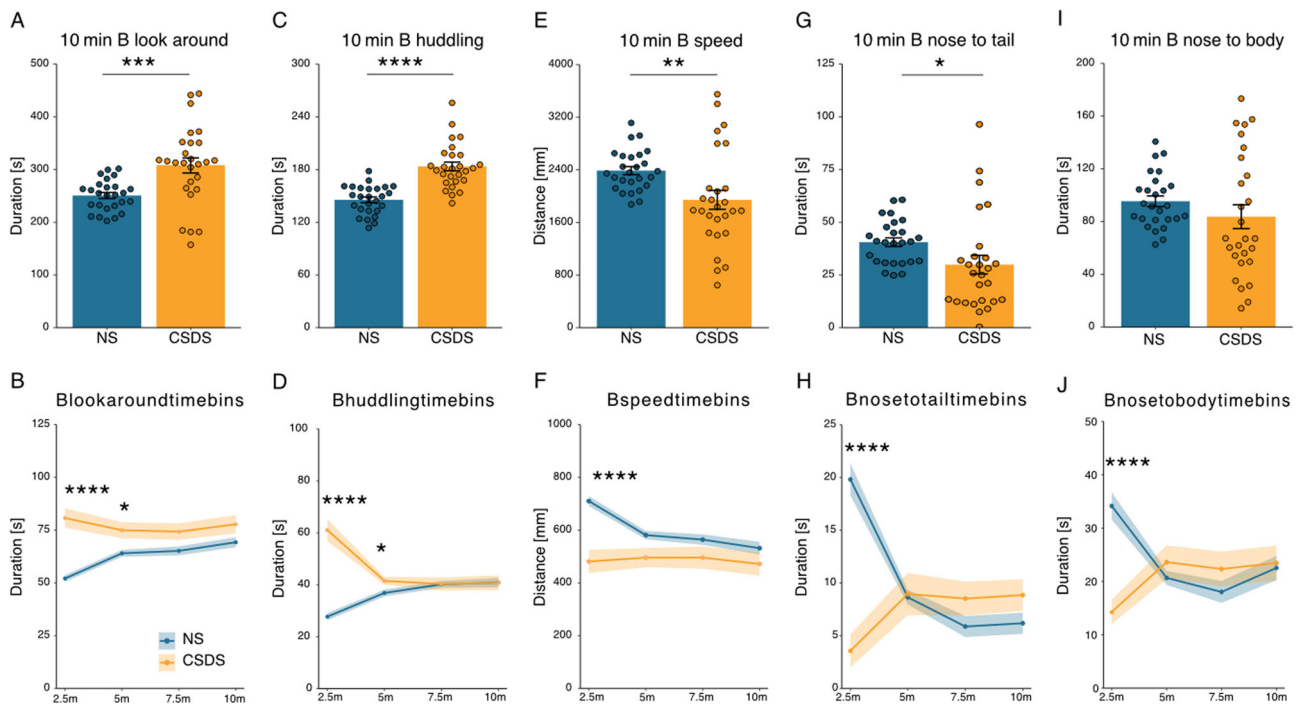 A
10 min B look around
***
Duration [s]
500
400
300
200
100
0
NS
CSDS
C
10 min B huddling
****
Duration [s]
300
240
180
120
60
0
NS
CSDS
E
10 min B speed
**
Distance [mm]
4000
3200
2400
1600
800
0
NS
CSDS
G
10 min B nose to tail
*
Duration [s]
125
100
75
50
25
0
NS
CSDS
I
10 min B nose to body
Duration [s]
200
160
120
80
40
0
NS
CSDS
B
Blookaroundtimebins
Duration [s]
125
100
75
50
25
0
****
*
NS
CSDS
2.5m 5m 7.5m 10m
D
Bhuddlingtimebins
Duration [s]
100
80
60
40
20
0
****
*
2.5m 5m 7.5m 10m
F
Bspeedtimebins
Distance [mm]
1000
800
600
400
200
0
****
2.5m 5m 7.5m 10m
H
Bnosetotailtimebins
Duration [s]
25
20
15
10
5
0
****
2.5m 5m 7.5m 10m
J
Bnosetobodytimebins
Duration [s]
50
40
30
20
10
0
****
2.5m 5m 7.5m 10m